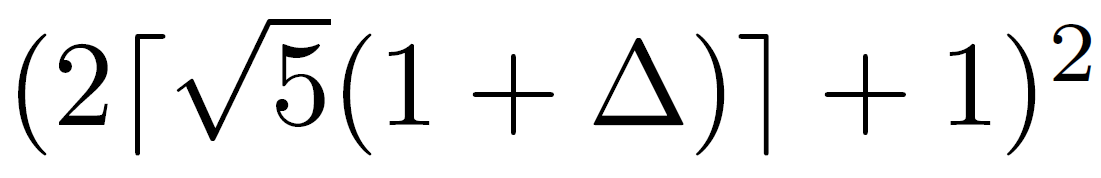 (2⌈√5(1 + Δ)⌉ + 1)²